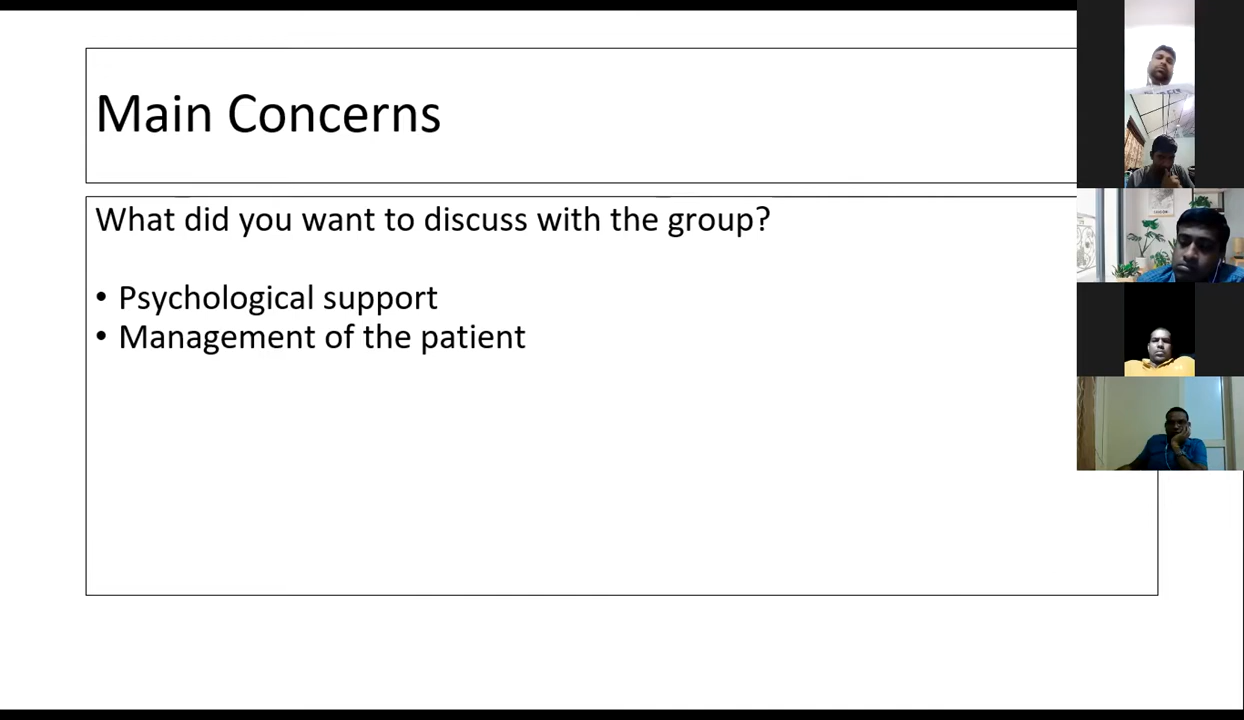 Main Concerns
What did you want to discuss with the group?
• Psychological support
• Management of the patient